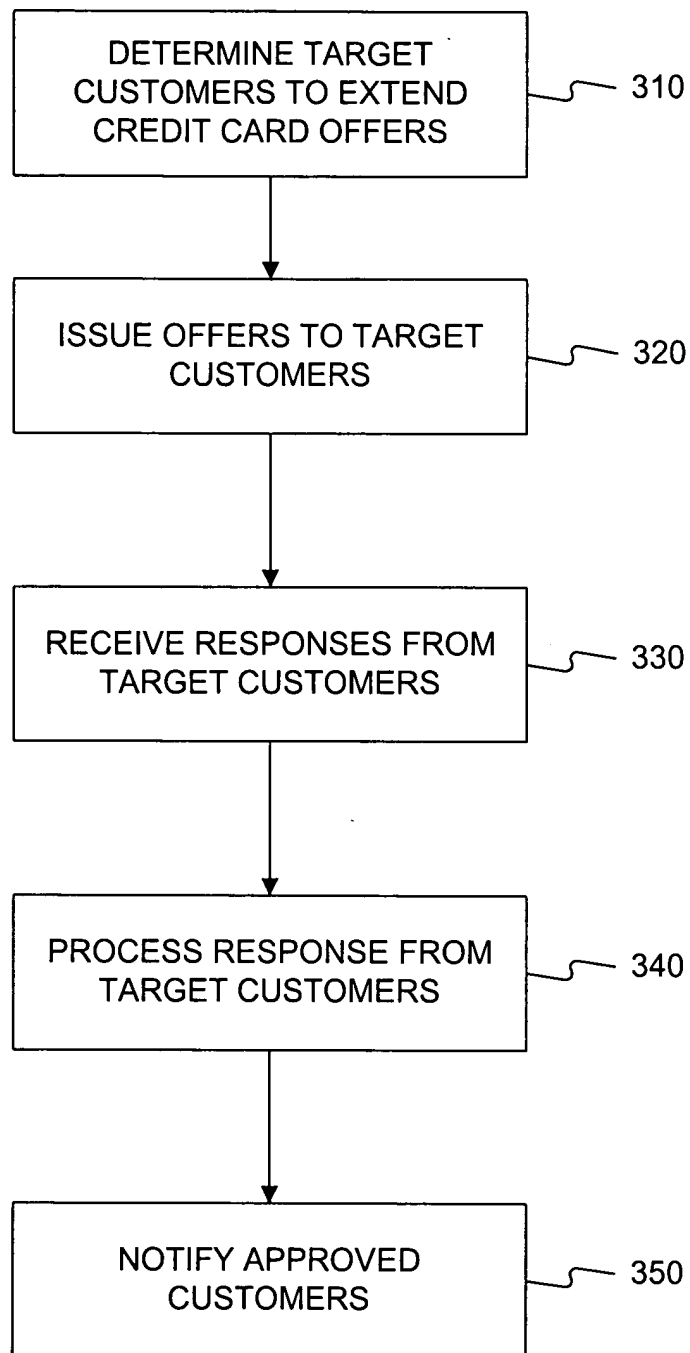 DETERMINE TARGET
CUSTOMERS TO EXTEND
CREDIT CARD OFFERS
310
ISSUE OFFERS TO TARGET
CUSTOMERS
320
RECEIVE RESPONSES FROM
TARGET CUSTOMERS
330
PROCESS RESPONSE FROM
TARGET CUSTOMERS
340
NOTIFY APPROVED
CUSTOMERS
350